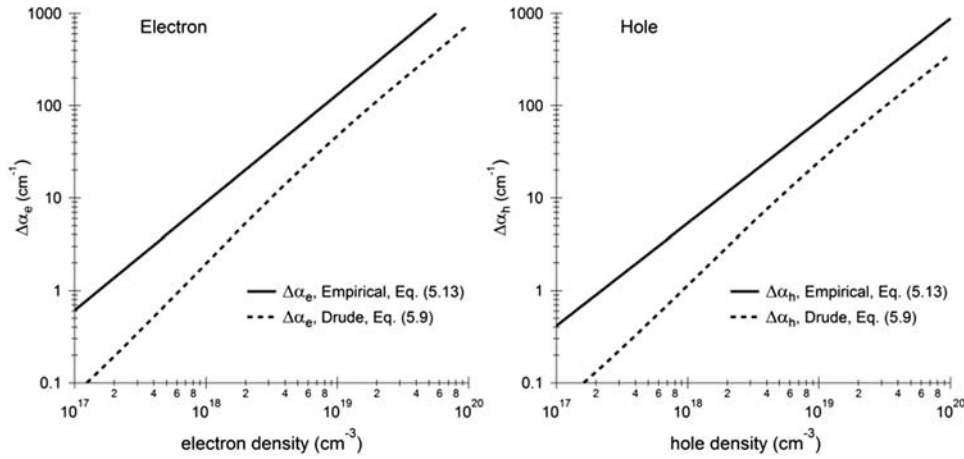 Electron
1000
100
10
1
0.1
Δαe (cm-1)
Δαe, Empirical, Eq. (5.13)
Δαe, Drude, Eq. (5.9)
2 4 6 8 2 4 6 8 2 4 6 8
10^17 10^18 10^19 10^20
electron density (cm-3)
Hole
1000
100
10
1
0.1
Δαh (cm-1)
Δαh, Empirical, Eq. (5.13)
Δαh, Drude, Eq. (5.9)
2 4 6 8 2 4 6 8 2 4 6 8
10^17 10^18 10^19 10^20
hole density (cm-3)